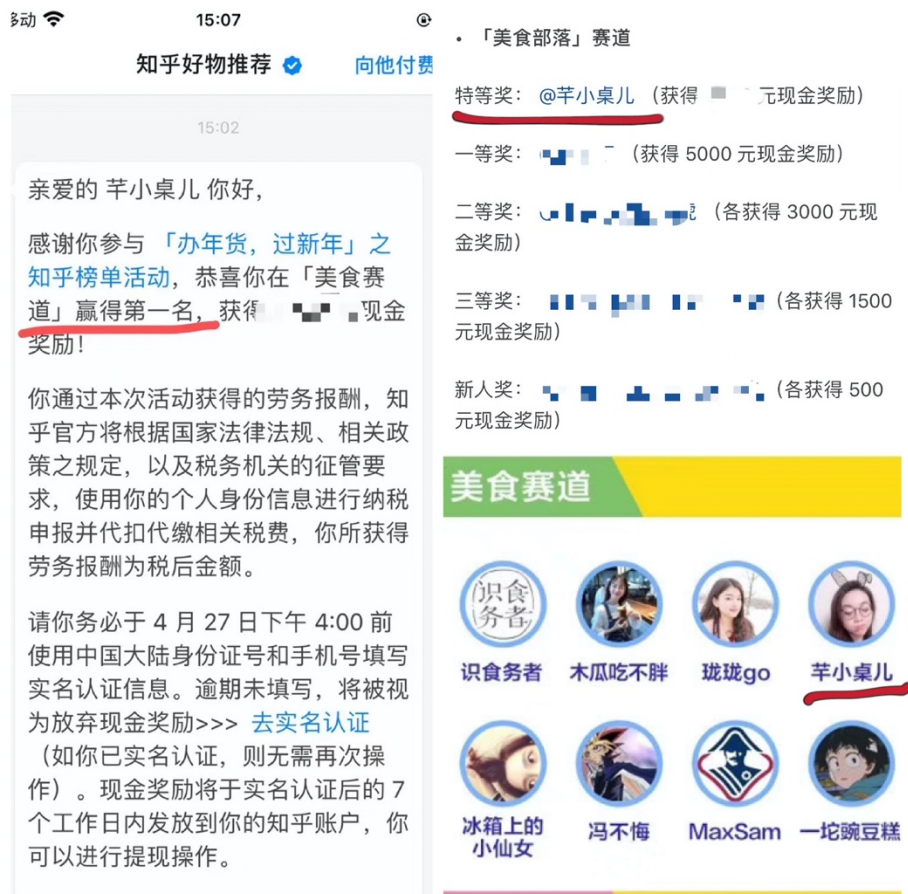 移动
15:07
知乎好物推荐
向他付费
15:02
亲爱的 芋小桌儿 你好，
感谢你参与 「办年货，过新年」之
知乎榜单活动，恭喜你在「美食赛
道」赢得第一名，获得 现金
奖励！
你通过本次活动获得的劳务报酬，知
乎官方将根据国家法律法规、相关政
策之规定，以及税务机关的征管要
求，使用你的个人身份信息进行纳税
申报并代扣代缴相关税费，你所获得
劳务报酬为税后金额。
请你务必于 4 月 27 日下午 4:00 前
使用中国大陆身份证号和手机号填写
实名认证信息。逾期未填写，将被视
为放弃现金奖励>>> 去实名认证
（如你已实名认证，则无需再次操
作）。现金奖励将于实名认证后的 7
个工作日内发放到你的知乎账户，你
可以进行提现操作。
· 「美食部落」赛道
特等奖： @芋小桌儿 （获得 元现金奖励）
一等奖： （获得 5000 元现金奖励）
二等奖： （各获得 3000 元现
金奖励）
三等奖： （各获得 1500
元现金奖励）
新人奖： （各获得 500
元现金奖励）
美食赛道
识食
务者
识食务者 木瓜吃不胖 珑珑go 芋小桌儿
冰箱上的
小仙女
冯不悔 MaxSam 一坨豌豆糕